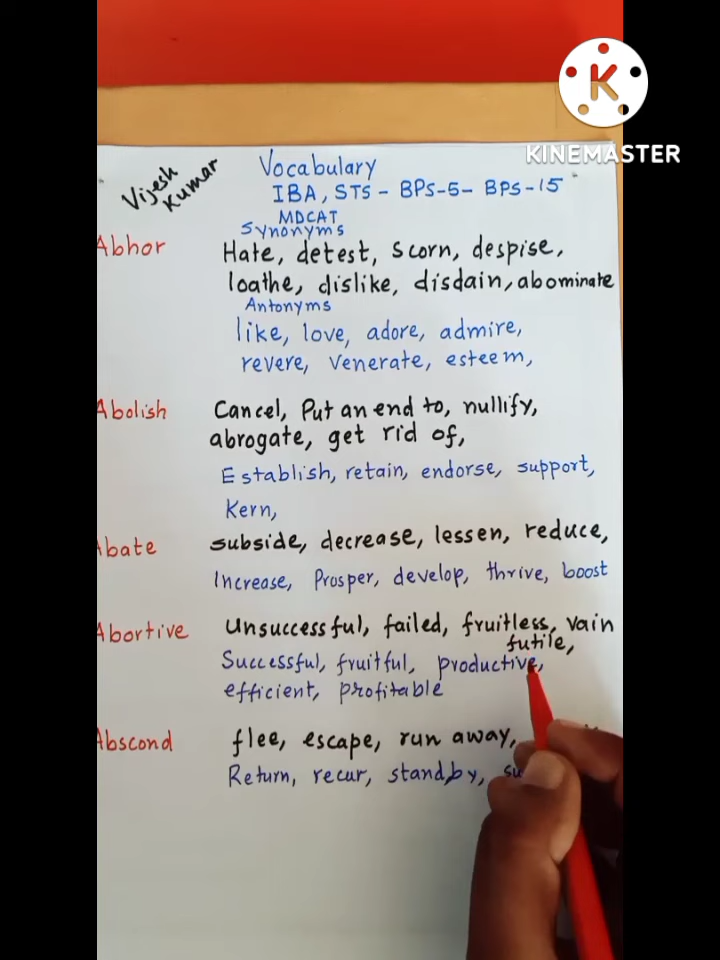 K
KINEMASTER
Vijesh
Kumar
Vocabulary
IBA, STS - BPS-5- BPS-15
MDCAT
Synonyms
Abhor
Hate, detest, scorn, despise,
loathe, dislike, disdain, abominate
Antonyms
like, love, adore, admire,
revere, venerate, esteem,
Abolish
Cancel, Put an end to, nullify,
abrogate, get rid of,
Establish, retain, endorse, support,
Kern,
bate
subside, decrease, lessen, reduce,
Increase, Prosper, develop, thrive, boost
Abortive
Unsuccessful, failed, fruitless, vain
futile,
Successful, fruitful, productive,
efficient, profitable
Abscond
flee, escape, run away,
Return, recur, standby,